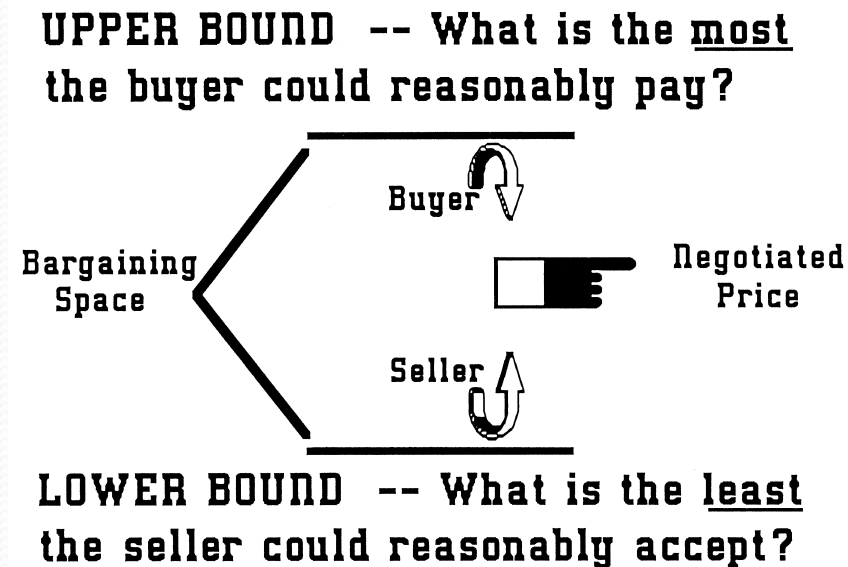 UPPER BOUND -- What is the most
the buyer could reasonably pay?
Buyer
Bargaining
Space
Negotiated
Price
Seller
LOWER BOUND -- What is the least
the seller could reasonably accept?